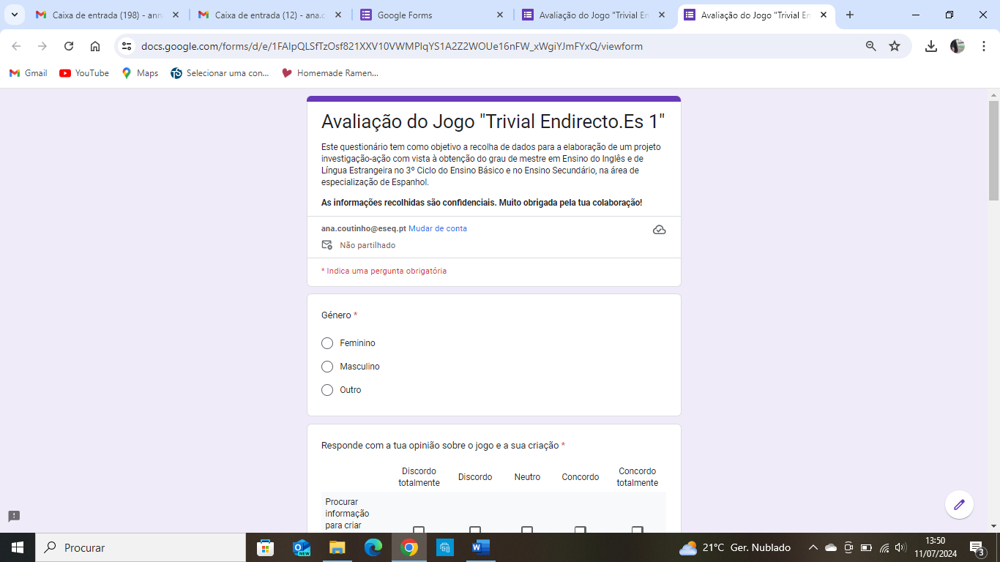 Caixa de entrada (198) - ann
Caixa de entrada (12) - ana.c
Google Forms
Avaliação do Jogo "Trivial En
Avaliação do Jogo "Trivial En
docs.google.com/forms/d/e/1FAIpQLSfTzOsf821XXV10VWMPIqYS1A2Z2WOUe16nFW_xWgiYJmFYxQ/viewform
Gmail
YouTube
Maps
Selecionar uma con...
Homemade Ramen...
Avaliação do Jogo "Trivial Endirecto.Es 1"
Este questionário tem como objetivo a recolha de dados para a elaboração de um projeto
investigação-ação com vista à obtenção do grau de mestre em Ensino do Inglês e de
Língua Estrangeira no 3º Ciclo do Ensino Básico e no Ensino Secundário, na área de
especialização de Espanhol.
As informações recolhidas são confidenciais. Muito obrigada pela tua colaboração!
ana.coutinho@eseq.pt Mudar de conta
Não partilhado
* Indica uma pergunta obrigatória
Género *
Feminino
Masculino
Outro
Responde com a tua opinião sobre o jogo e a sua criação *
Discordo
totalmente
Discordo
Neutro
Concordo
Concordo
totalmente
Procurar
informação
para criar
Procurar
21°C Ger. Nublado
13:50
11/07/2024
3